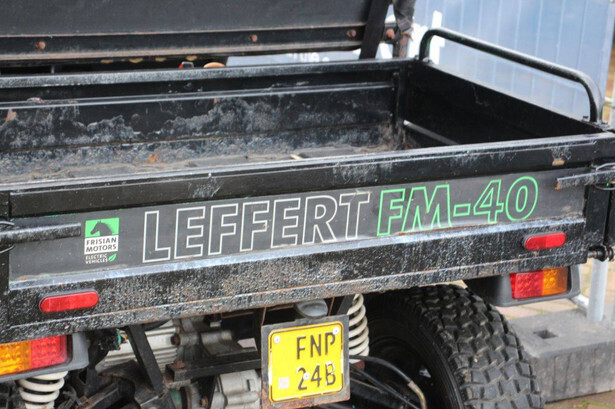 LEFFERT FM-40
FRISIAN
MOTORS
ELECTRIC
VEHICLES
FNP
24B